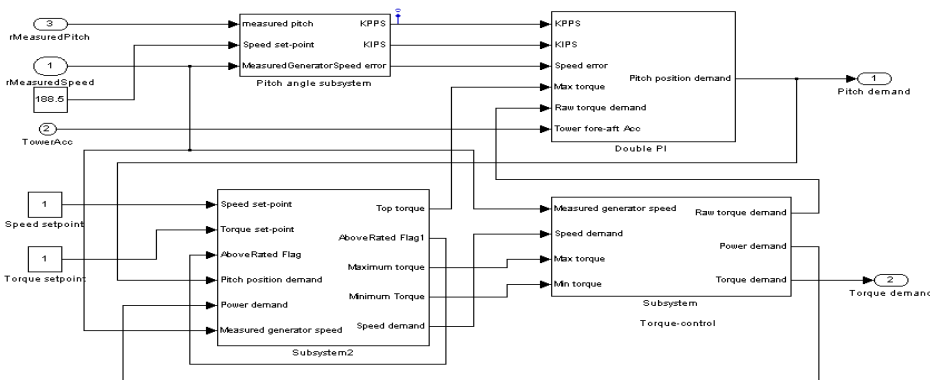 3
rMeasuredPitch
1
rMeasuredSpeed
188.5
2
TowerAcc
measured pitch
Speed set-point
MeasuredGeneratorSpeed error
KPPS
KIPS
Pitch angle subsystem
KPPS
KIPS
Speed error
Max torque
Raw torque demand
Tower fore-aft Acc
Pitch position demand
Double PI
1
Pitch demand
1
Speed setpoint
1
Torque setpoint
Speed set-point
Torque set-point
AboveRated Flag
Pitch position demand
Power demand
Measured generator speed
Top torque
AboveRated Flag1
Maximum torque
Minimum Torque
Speed demand
Subsystem2
Measured generator speed
Speed demand
Max torque
Min torque
Raw torque demand
Power demand
Torque demand
Subsystem
Torque-control
2
Torque demand